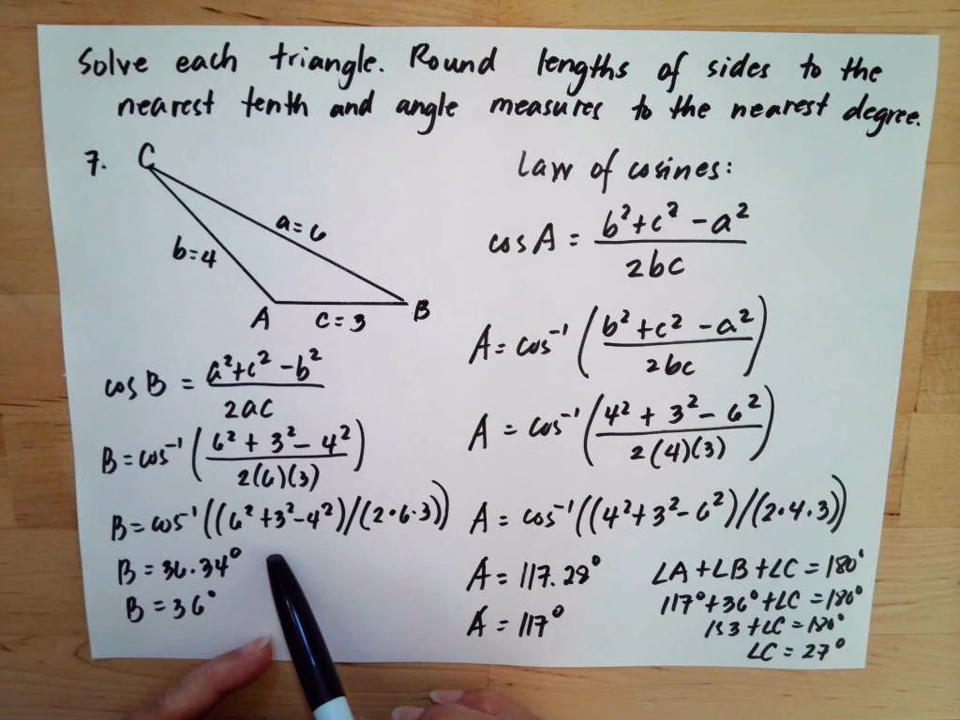 Solve each triangle. Round lengths of sides to the
nearest tenth and angle measures to the nearest degree.
7.
C
a=6
b=4
A
c=3
B
cos B = (a²+c²-b²)/2ac
B=cos⁻¹((6²+3²-4²)/2(6)(3))
B=cos⁻¹((6²+3²-4²)/(2•6•3))
B=36.34°
B=36°
Law of cosines:
cos A = (b²+c²-a²)/2bc
A=cos⁻¹((b²+c²-a²)/2bc)
A=cos⁻¹((4²+3²-6²)/2(4)(3))
A=cos⁻¹((4²+3²-6²)/(2•4•3))
A=117.28°
A=117°
∠A+∠B+∠C=180°
117°+36°+∠C=180°
153+∠C=180°
∠C=27°